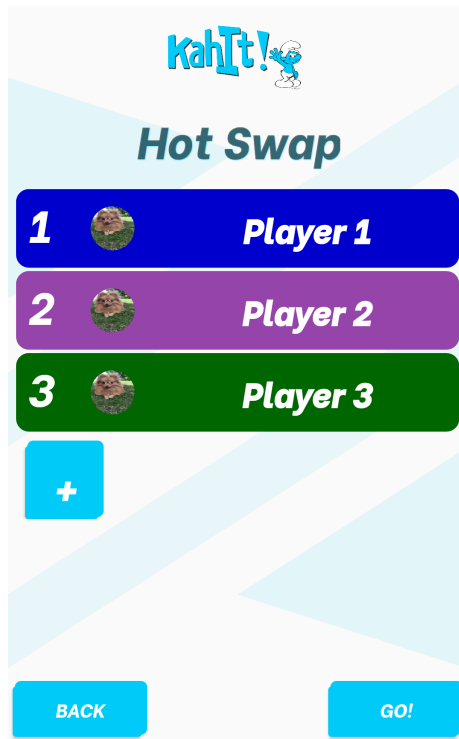 KahIt!
Hot Swap
1 Player 1
2 Player 2
3 Player 3
+
BACK GO!